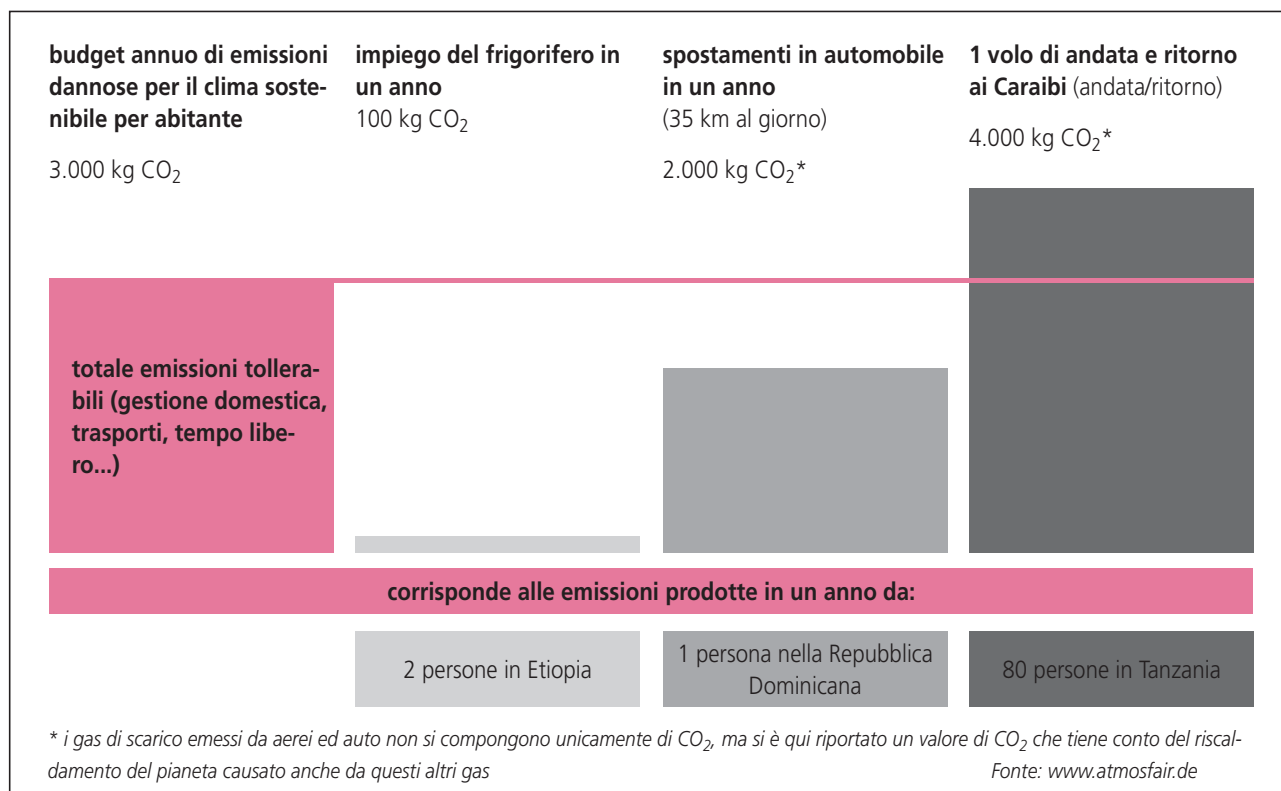 budget annuo di emissioni
dannose per il clima soste-
nibile per abitante
3.000 kg CO₂
impiego del frigorifero in
un anno
100 kg CO₂
spostamenti in automobile
in un anno
(35 km al giorno)
2.000 kg CO₂*
1 volo di andata e ritorno
ai Caraibi (andata/ritorno)
4.000 kg CO₂*
totale emissioni tollera-
bili (gestione domestica,
trasporti, tempo libe-
ro...)
corrisponde alle emissioni prodotte in un anno da:
2 persone in Etiopia
1 persona nella Repubblica
Dominicana
80 persone in Tanzania
* i gas di scarico emessi da aerei ed auto non si compongono unicamente di CO₂, ma si è qui riportato un valore di CO₂ che tiene conto del riscal-
damento del pianeta causato anche da questi altri gas
Fonte: www.atmosfair.de